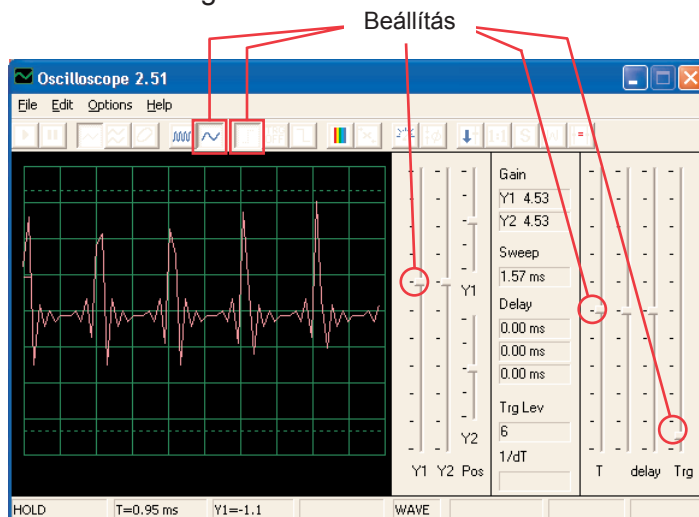 Beállítás
Oscilloscope 2.51
File Edit Options Help
Gain
Y1 4.53
Y2 4.53
Sweep
1.57 ms
Delay
0.00 ms
0.00 ms
0.00 ms
Trg Lev
6
1/dT
Y1
Y2
Y1 Y2 Pos
T delay Trg
HOLD T=0.95 ms Y1=-1.1 WAVE